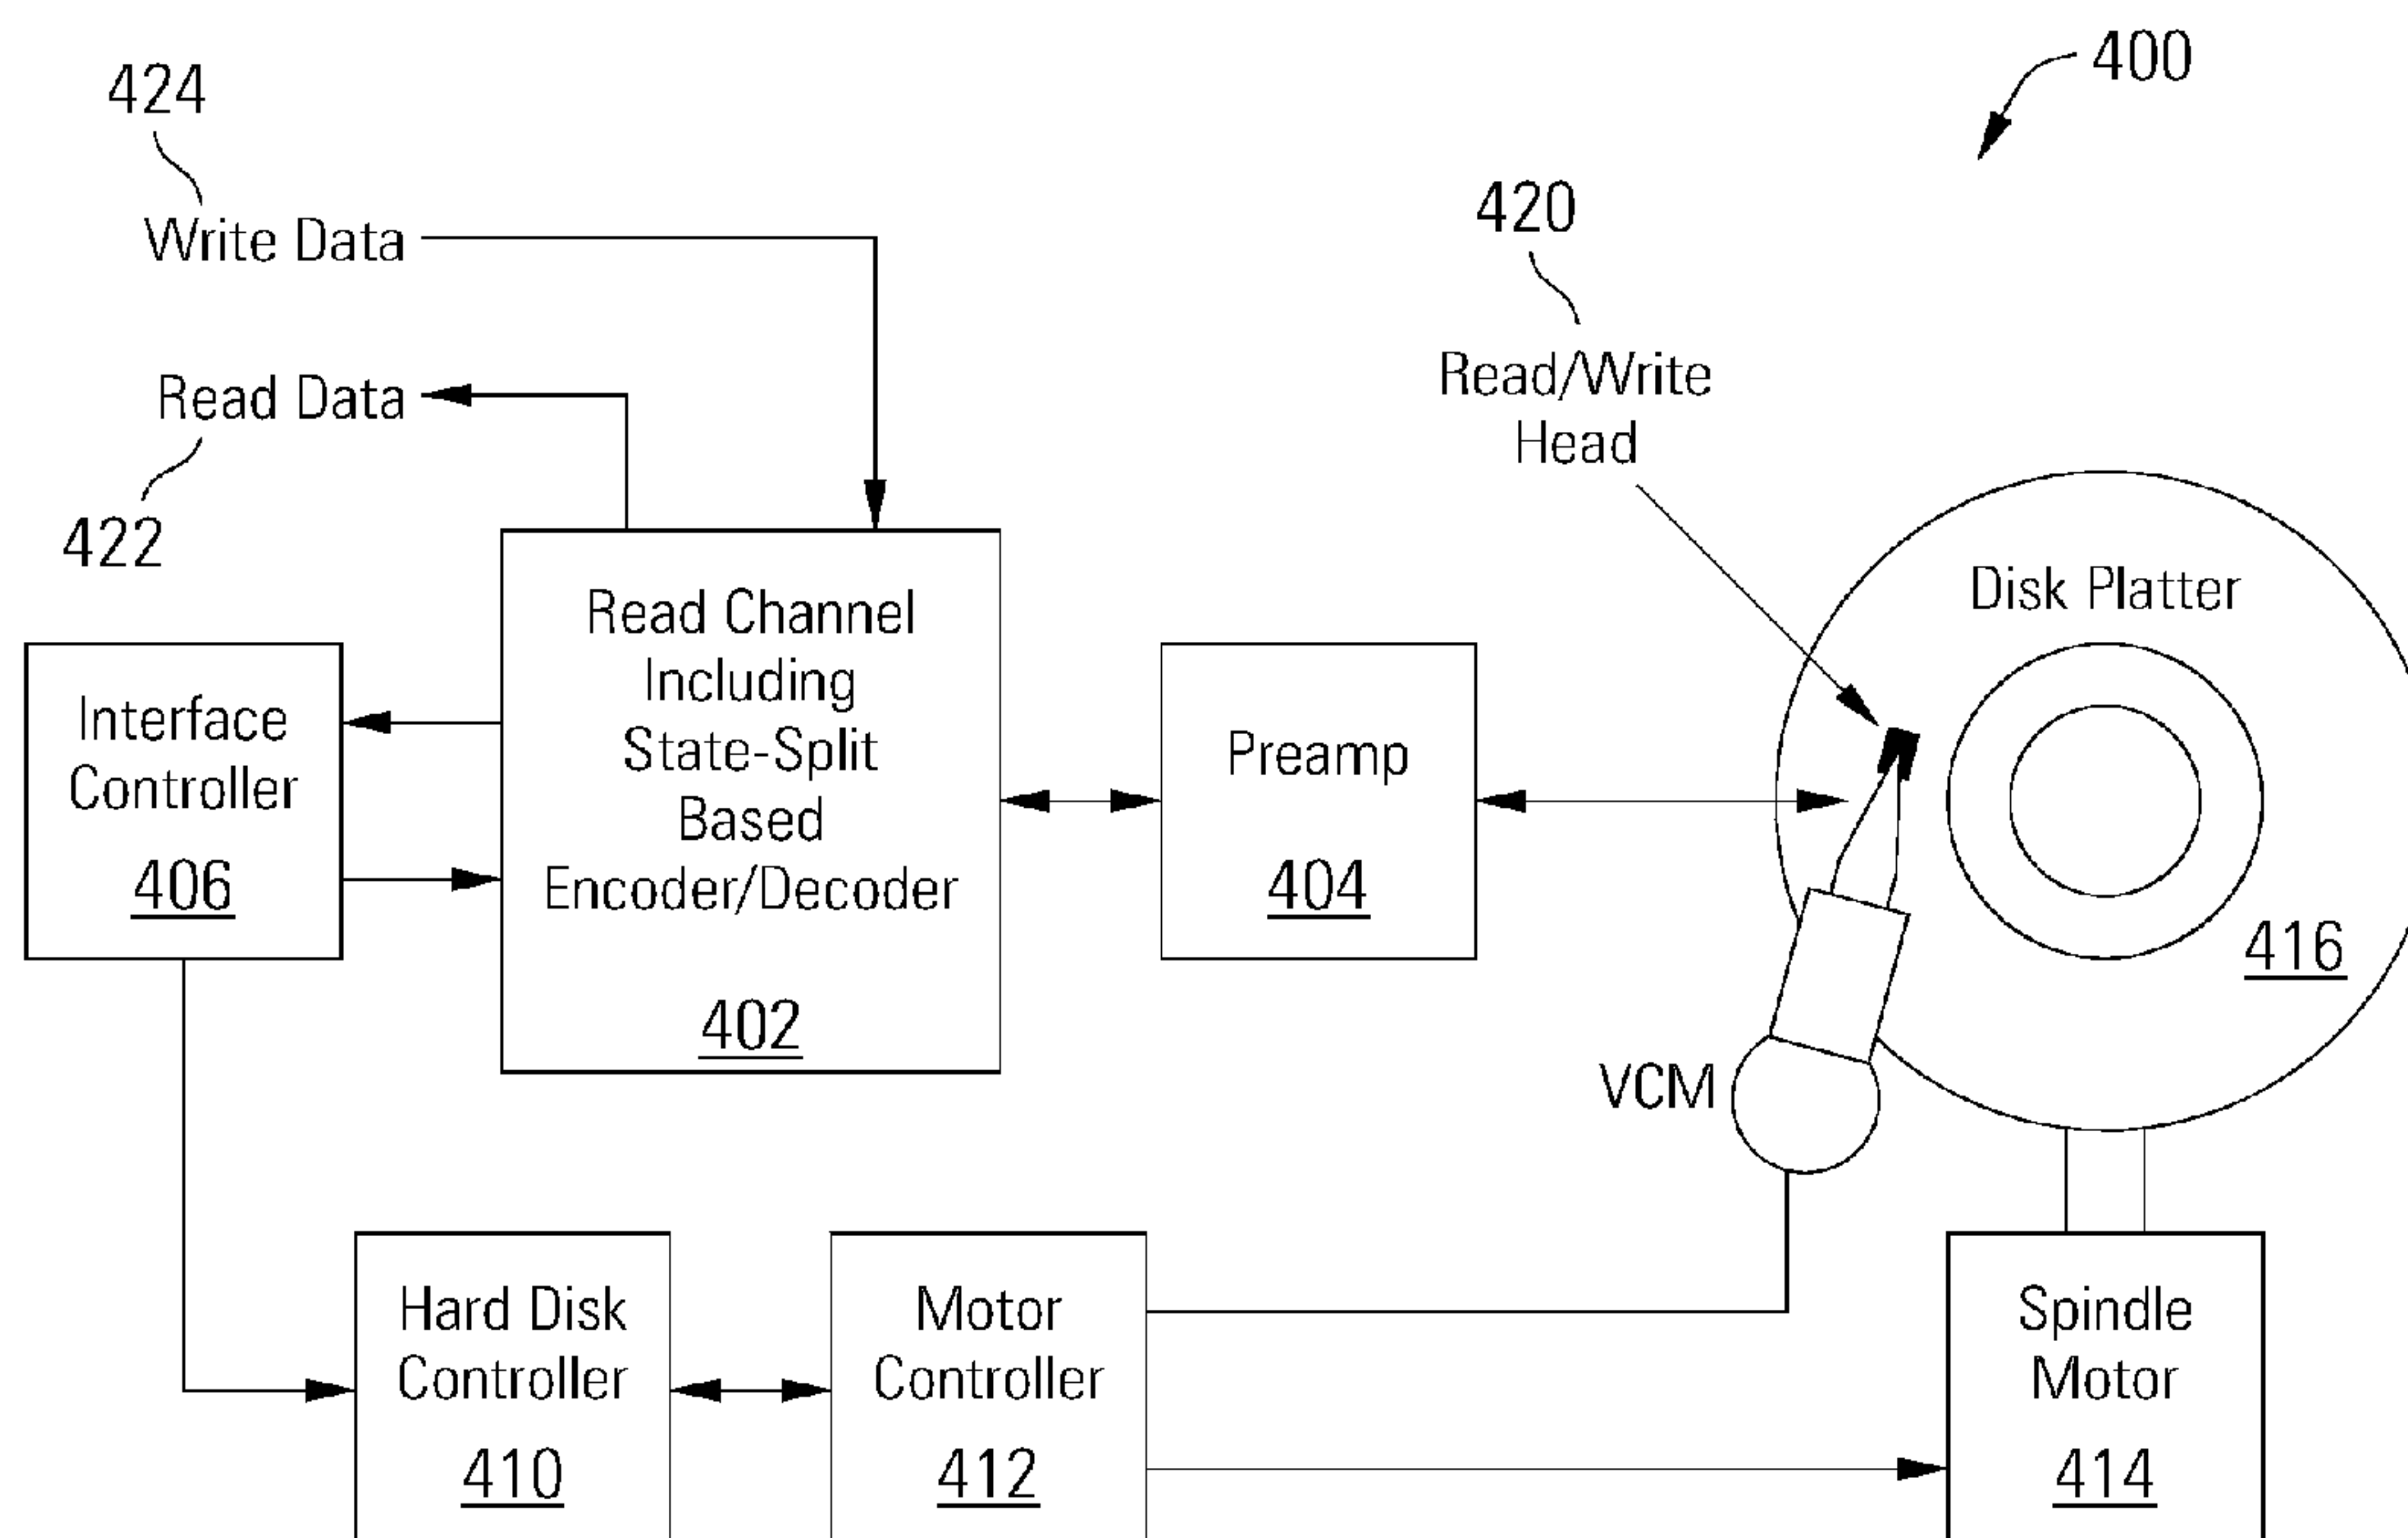 400
424
Write Data
420
Read/Write
Head
Read Data
422
Disk Platter
416
Read Channel
Including
State-Split
Based
Encoder/Decoder
402
Interface
Controller
406
Preamp
404
VCM
Hard Disk
Controller
410
Motor
Controller
412
Spindle
Motor
414